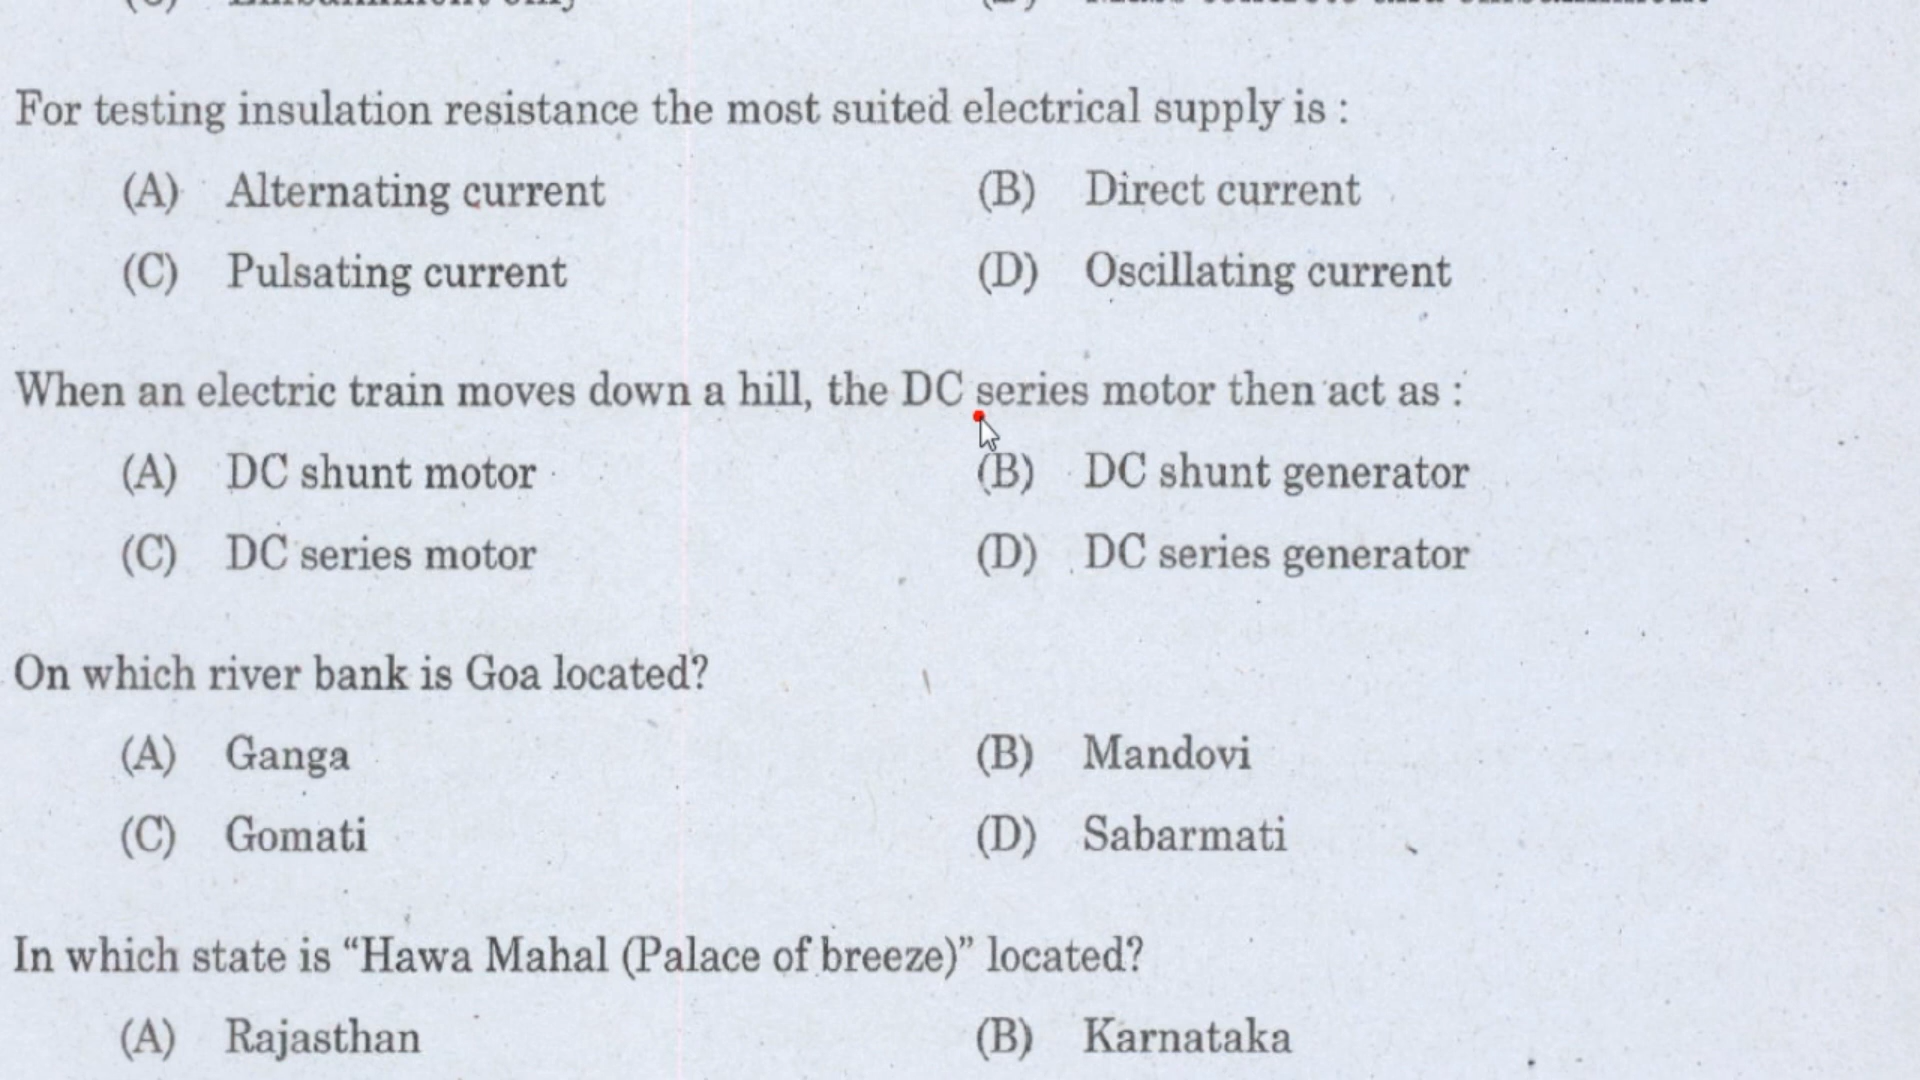 For testing insulation resistance the most suited electrical supply is :
(A) Alternating current (B) Direct current
(C) Pulsating current (D) Oscillating current
When an electric train moves down a hill, the DC series motor then act as :
(A) DC shunt motor (B) DC shunt generator
(C) DC series motor (D) DC series generator
On which river bank is Goa located?
(A) Ganga (B) Mandovi
(C) Gomati (D) Sabarmati
In which state is “Hawa Mahal (Palace of breeze)” located?
(A) Rajasthan (B) Karnataka